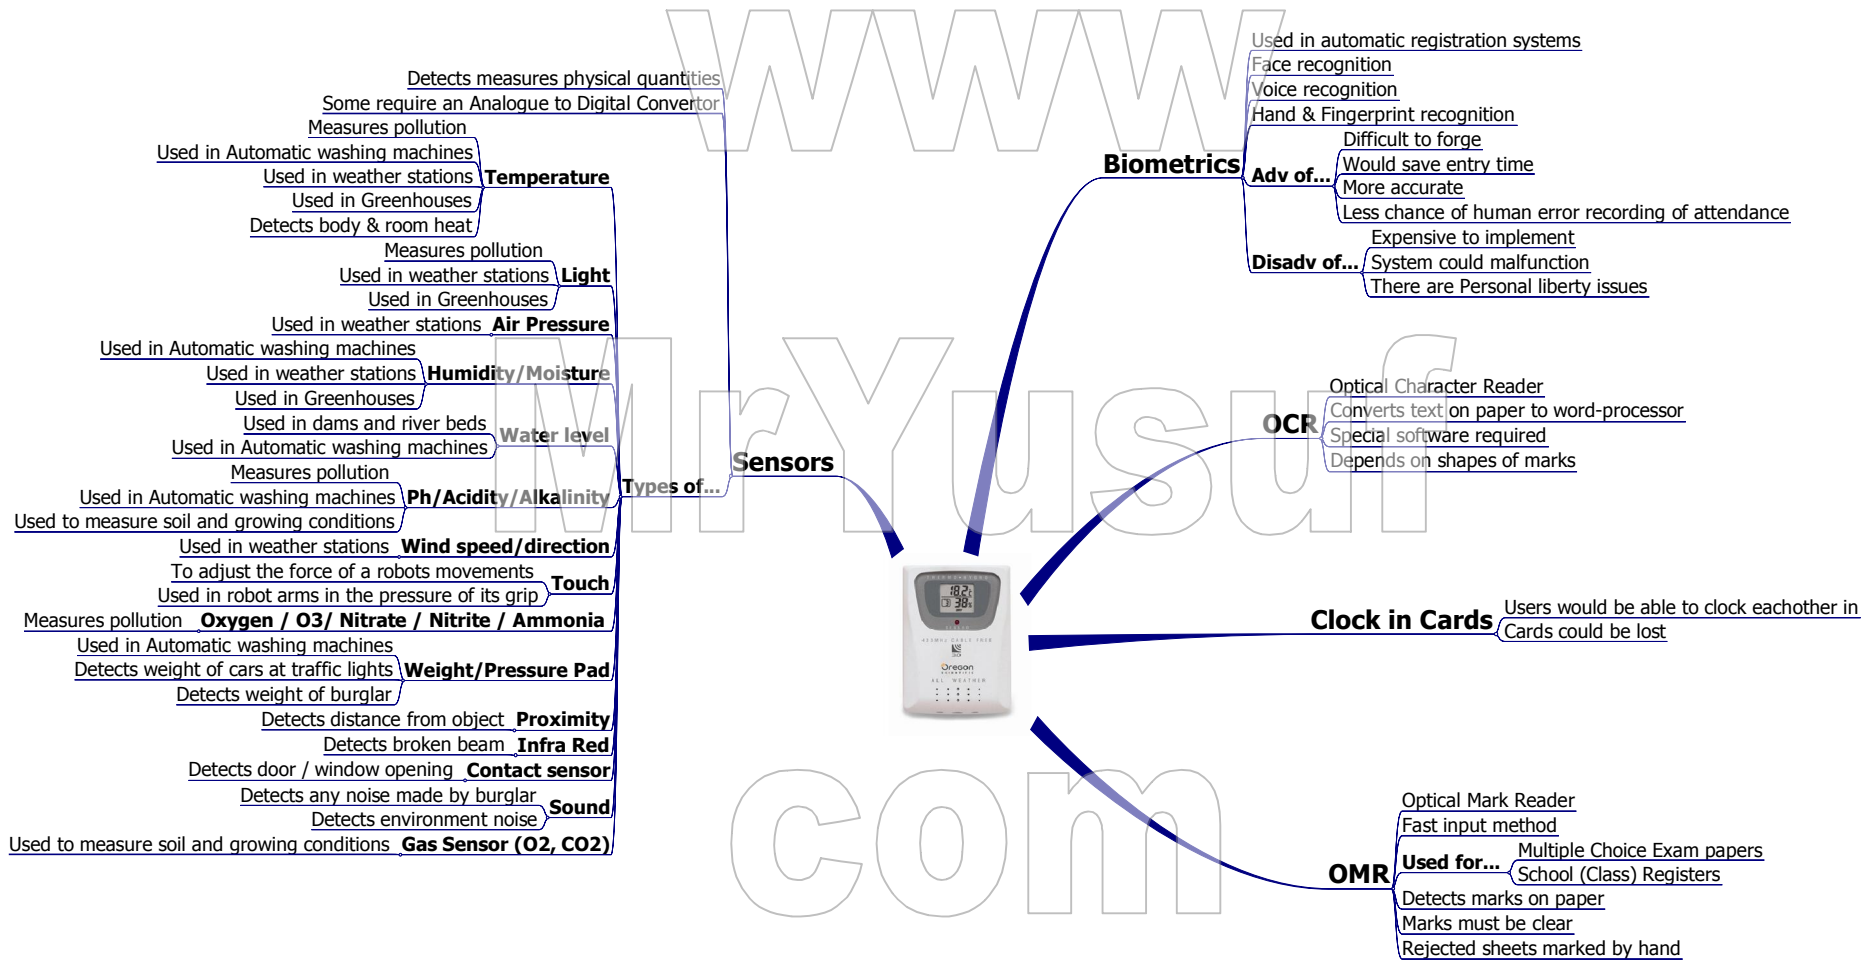 www
MrYusuf
com
Sensors
Detects measures physical quantities
Some require an Analogue to Digital Convertor
Types of...
Temperature
Measures pollution
Used in Automatic washing machines
Used in weather stations
Used in Greenhouses
Detects body & room heat
Light
Measures pollution
Used in weather stations
Used in Greenhouses
Air Pressure
Used in weather stations
Humidity/Moisture
Used in Automatic washing machines
Used in weather stations
Used in Greenhouses
Water level
Used in dams and river beds
Used in Automatic washing machines
Ph/Acidity/Alkalinity
Measures pollution
Used in Automatic washing machines
Used to measure soil and growing conditions
Wind speed/direction
Used in weather stations
Touch
To adjust the force of a robots movements
Used in robot arms in the pressure of its grip
Oxygen / O3/ Nitrate / Nitrite / Ammonia
Measures pollution
Weight/Pressure Pad
Used in Automatic washing machines
Detects weight of cars at traffic lights
Detects weight of burglar
Proximity
Detects distance from object
Infra Red
Detects broken beam
Contact sensor
Detects door / window opening
Sound
Detects any noise made by burglar
Detects environment noise
Gas Sensor (O2, CO2)
Used to measure soil and growing conditions
Biometrics
Used in automatic registration systems
Face recognition
Voice recognition
Hand & Fingerprint recognition
Adv of...
Difficult to forge
Would save entry time
More accurate
Less chance of human error recording of attendance
Disadv of...
Expensive to implement
System could malfunction
There are Personal liberty issues
OCR
Optical Character Reader
Converts text on paper to word-processor
Special software required
Depends on shapes of marks
Clock in Cards
Users would be able to clock eachother in
Cards could be lost
OMR
Optical Mark Reader
Fast input method
Used for...
Multiple Choice Exam papers
School (Class) Registers
Detects marks on paper
Marks must be clear
Rejected sheets marked by hand
18.2
38%
433MHz CABLE FREE
Oregon
SCIENTIFIC
ALL WEATHER